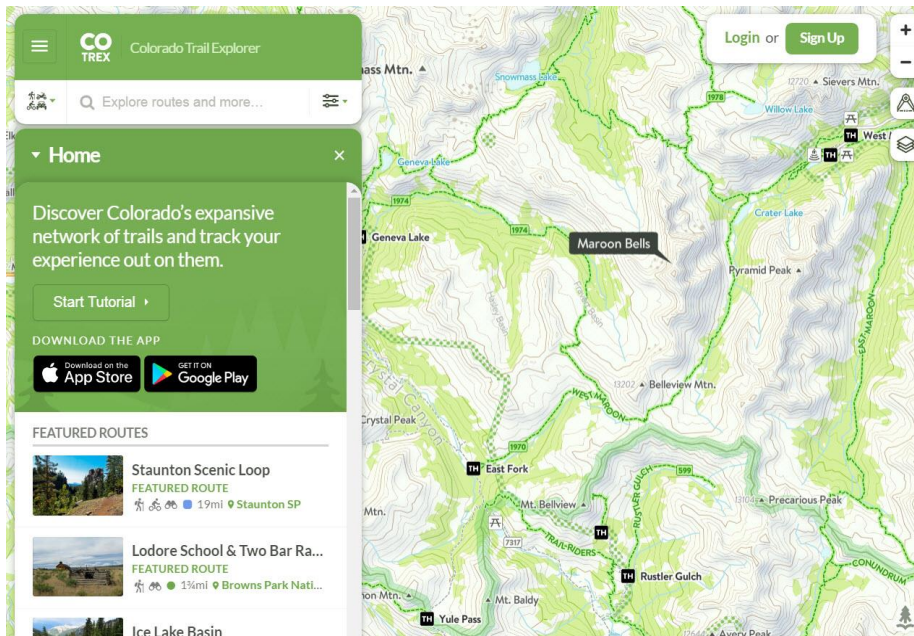 CO
TREX
Colorado Trail Explorer
Explore routes and more...
Home
Discover Colorado's expansive
network of trails and track your
experience out on them.
Start Tutorial
DOWNLOAD THE APP
Download on the
App Store
GET IT ON
Google Play
FEATURED ROUTES
Staunton Scenic Loop
FEATURED ROUTE
19mi Staunton SP
Lodore School & Two Bar Ra...
FEATURED ROUTE
1¾mi Browns Park Nati...
Ice Lake Basin
Login or Sign Up
+
−
Snowmass Lake
12720 Sievers Mtn.
1978
Willow Lake
TH West
TH
Geneva Lake
1974
Crater Lake
TH Geneva Lake
1974
Maroon Bells
Pyramid Peak
EAST MAROON
13202 Belleview Mtn.
WEST MAROON
Crystal Peak
Crystal Canyon
1970
TH East Fork
599
RUSTLER GULCH
13104 Precarious Peak
Mt. Bellview
Mtn.
TH
7317
TRAIL RIDERS
CONUNDRUM
TH Rustler Gulch
Mt. Baldy
TH Yule Pass
Avery Peak